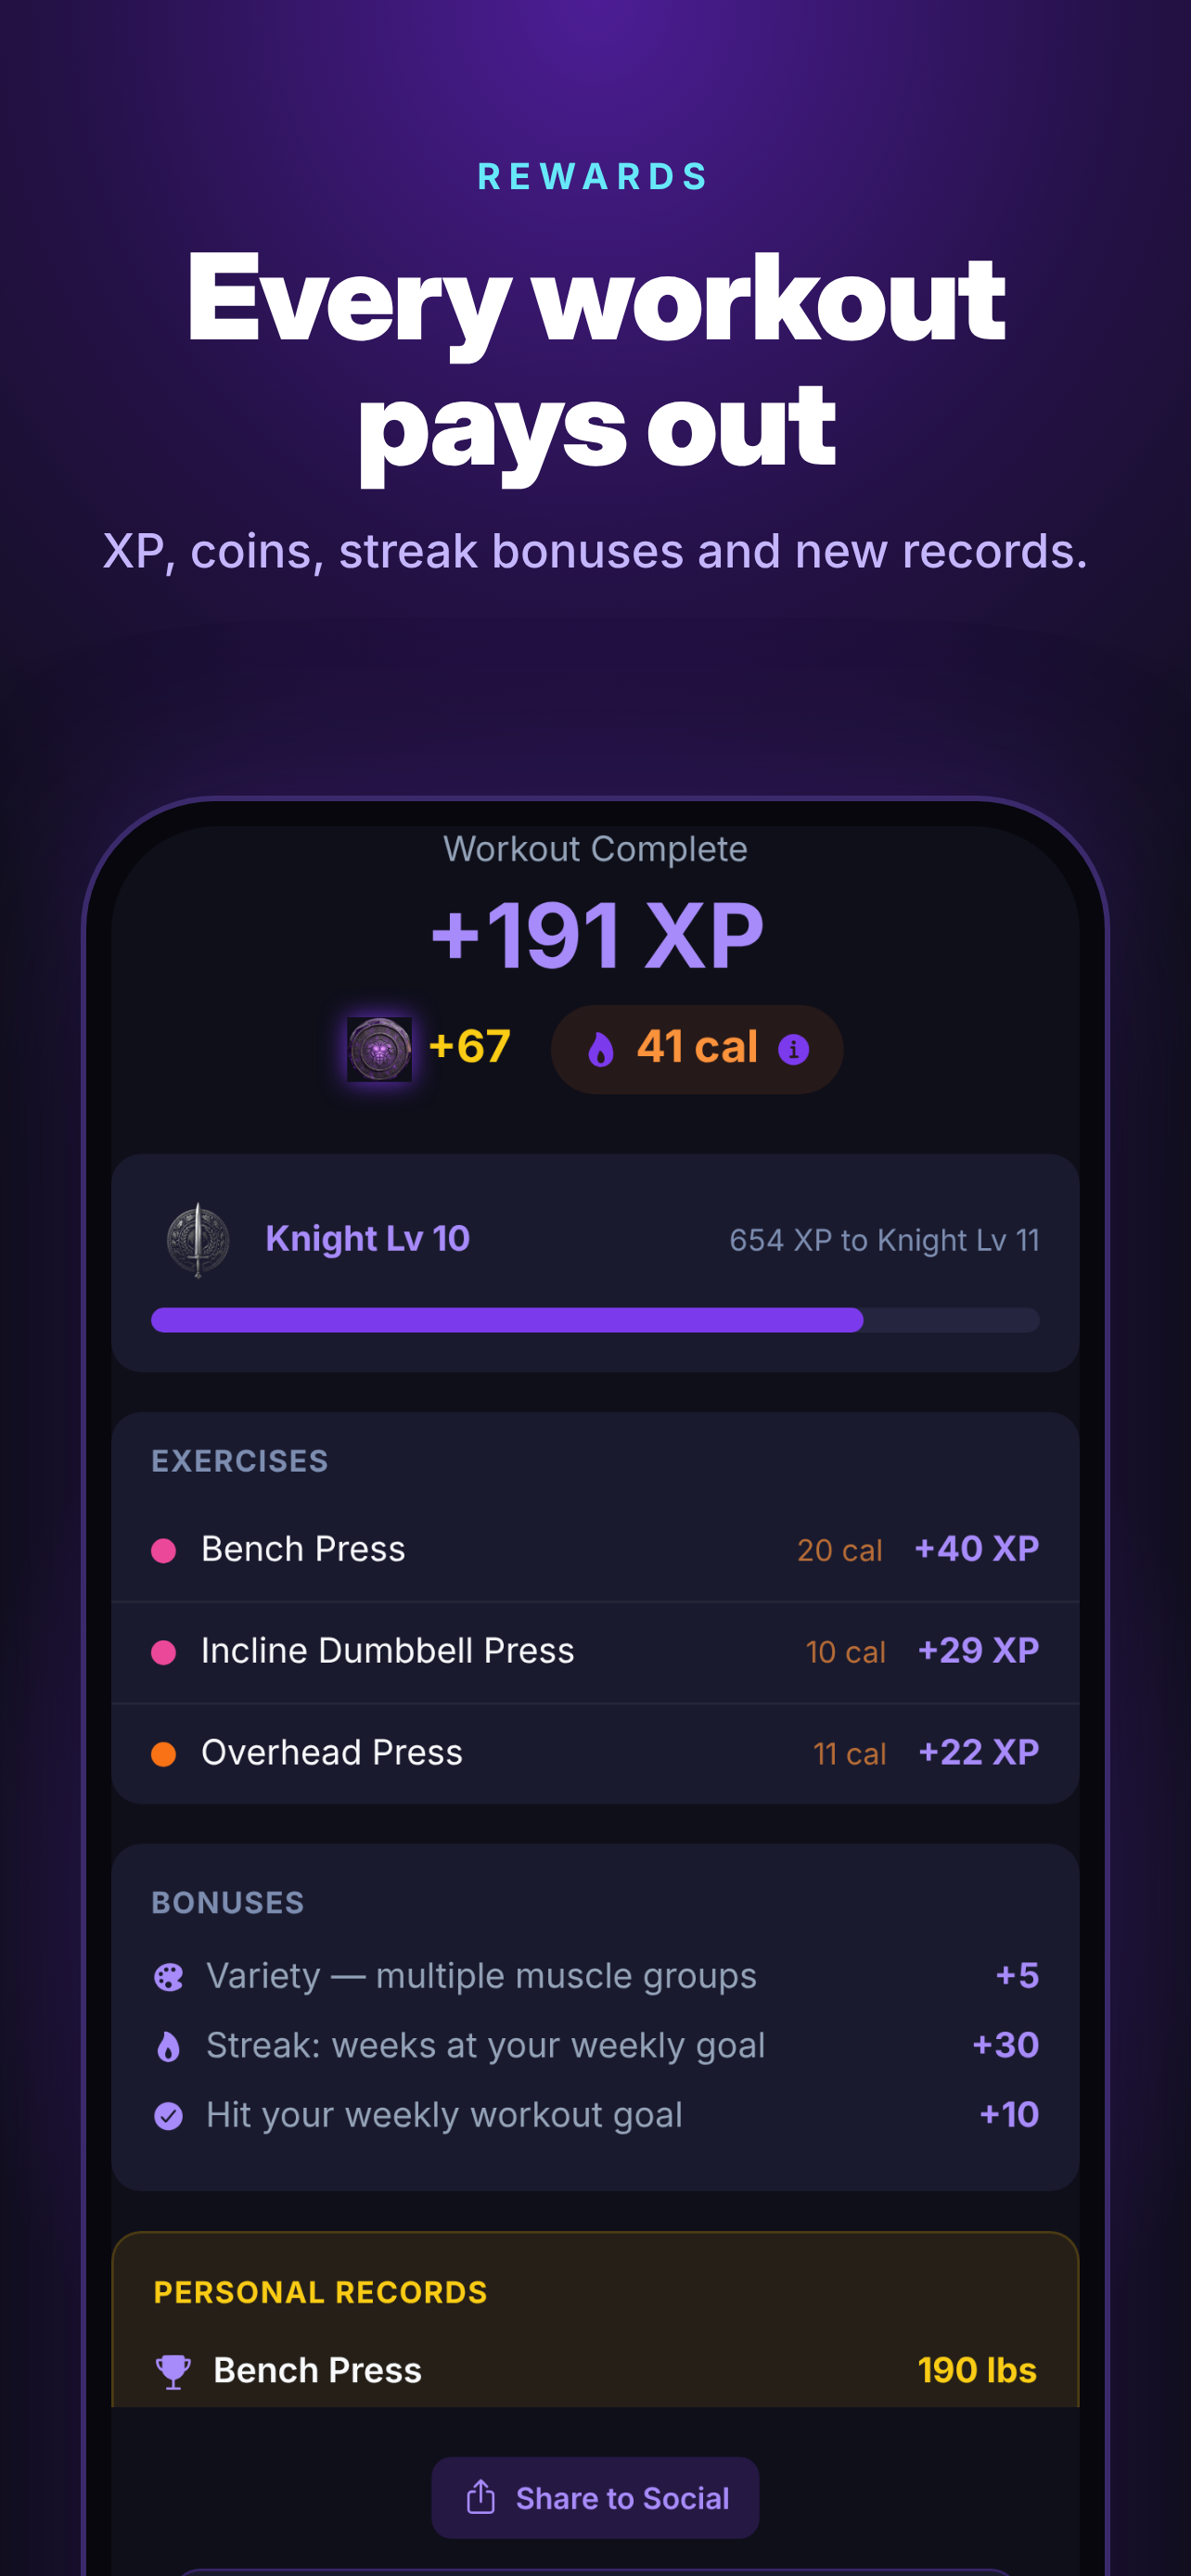 REWARDS
Every workout
pays out
XP, coins, streak bonuses and new records.
Workout Complete
+191 XP
+67 41 cal
Knight Lv 10 654 XP to Knight Lv 11
EXERCISES
Bench Press 20 cal +40 XP
Incline Dumbbell Press 10 cal +29 XP
Overhead Press 11 cal +22 XP
BONUSES
Variety — multiple muscle groups +5
Streak: weeks at your weekly goal +30
Hit your weekly workout goal +10
PERSONAL RECORDS
Bench Press 190 lbs
Share to Social